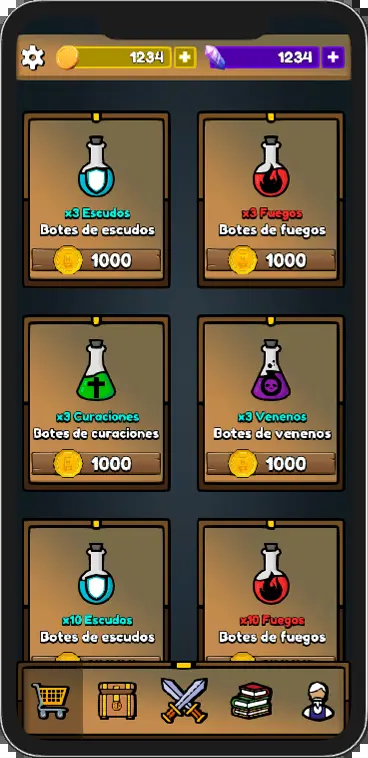 1234 +
1234 +
x3 Escudos
Botes de escudos
1000
x3 Fuegos
Botes de fuegos
1000
x3 Curaciones
Botes de curaciones
1000
x3 Venenos
Botes de venenos
1000
x10 Escudos
Botes de escudos
x10 Fuegos
Botes de fuegos